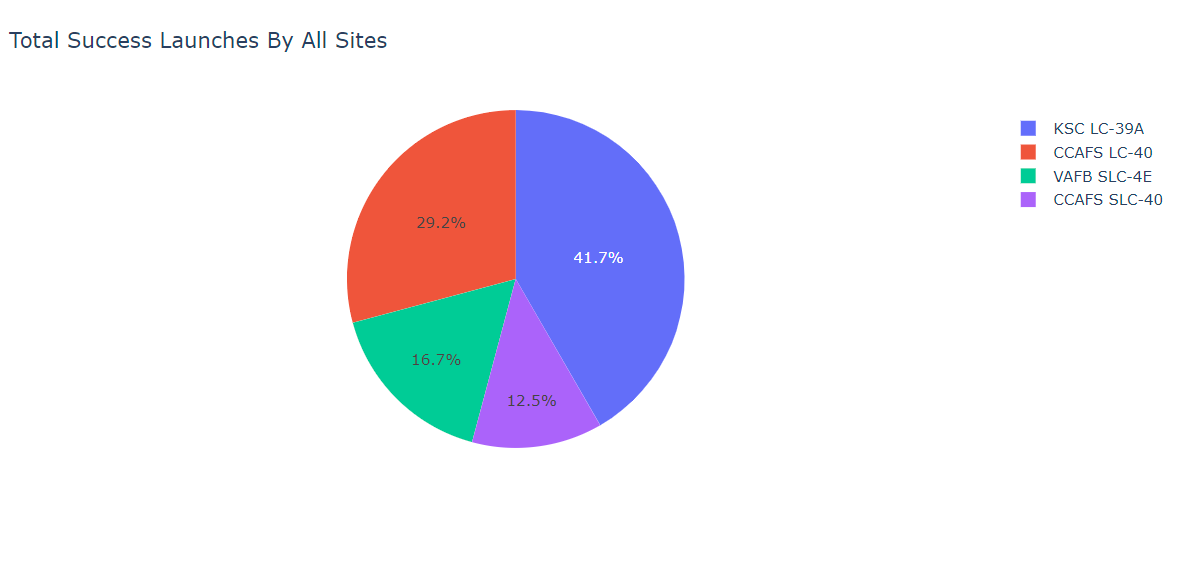 Total Success Launches By All Sites
KSC LC-39A
CCAFS LC-40
VAFB SLC-4E
CCAFS SLC-40
29.2%
41.7%
16.7%
12.5%